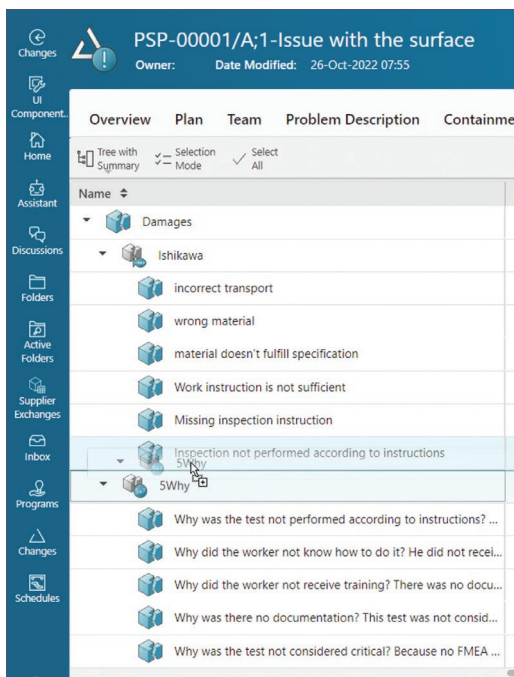 Changes
UI
Component..
Home
Assistant
Discussions
Folders
Active
Folders
Supplier
Exchanges
Inbox
Programs
Changes
Schedules
PSP-00001/A;1-Issue with the surface
Owner: Date Modified: 26-Oct-2022 07:55
Overview Plan Team Problem Description Containme
Tree with Summary Selection Mode Select All
Name
Damages
Ishikawa
incorrect transport
wrong material
material doesn't fulfill specification
Work instruction is not sufficient
Missing inspection instruction
Inspection not performed according to instructions
5Why
5Why
Why was the test not performed according to instructions? ...
Why did the worker not know how to do it? He did not recei...
Why did the worker not receive training? There was no docu...
Why was there no documentation? This test was not consid...
Why was the test not considered critical? Because no FMEA ...